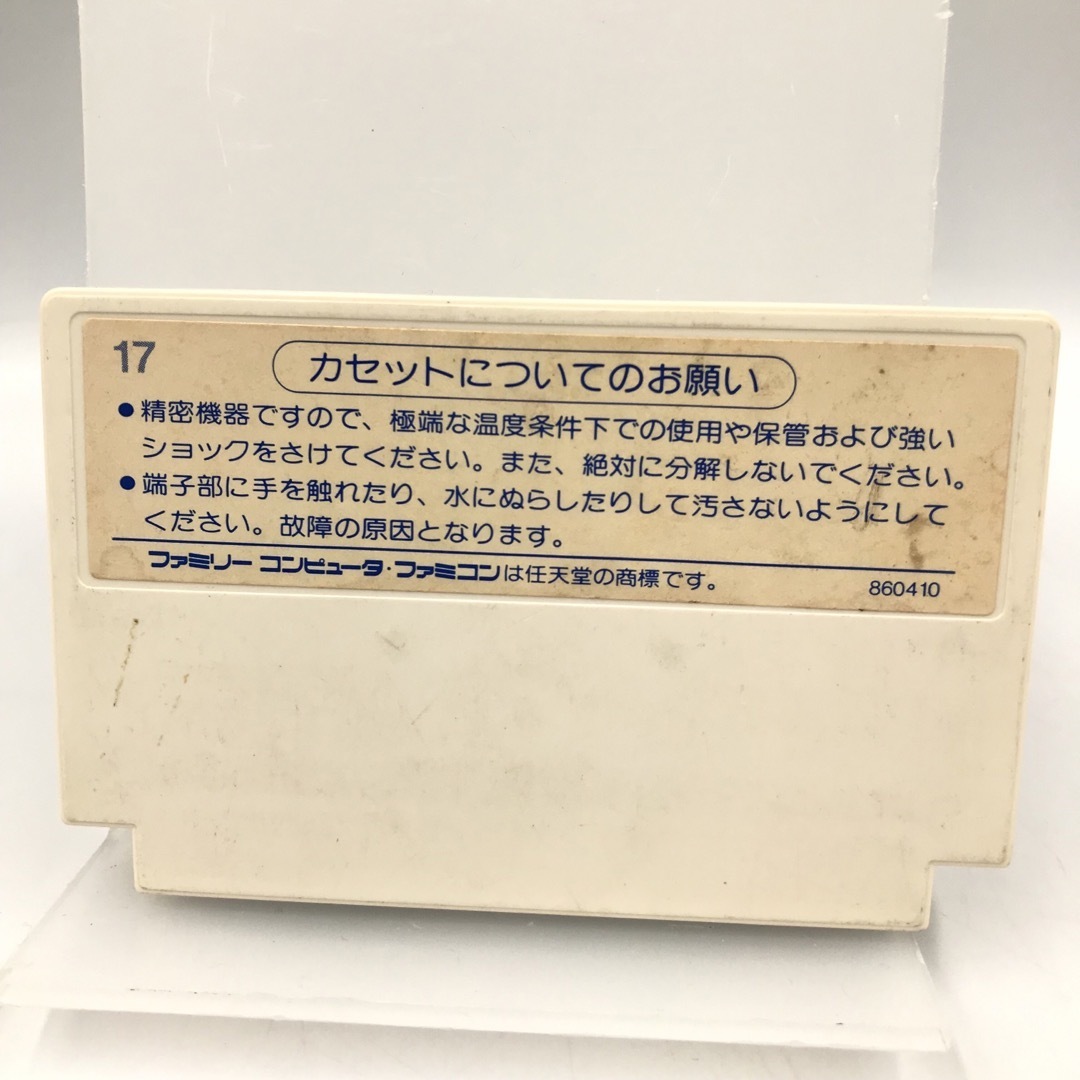 17
カセットについてのお願い
●精密機器ですので、極端な温度条件下での使用や保管および強い
ショックをさけてください。また、絶対に分解しないでください。
●端子部に手を触れたり、水にぬらしたりして汚さないようにして
ください。故障の原因となります。
ファミリー コンピュータ・ファミコンは任天堂の商標です。
860410